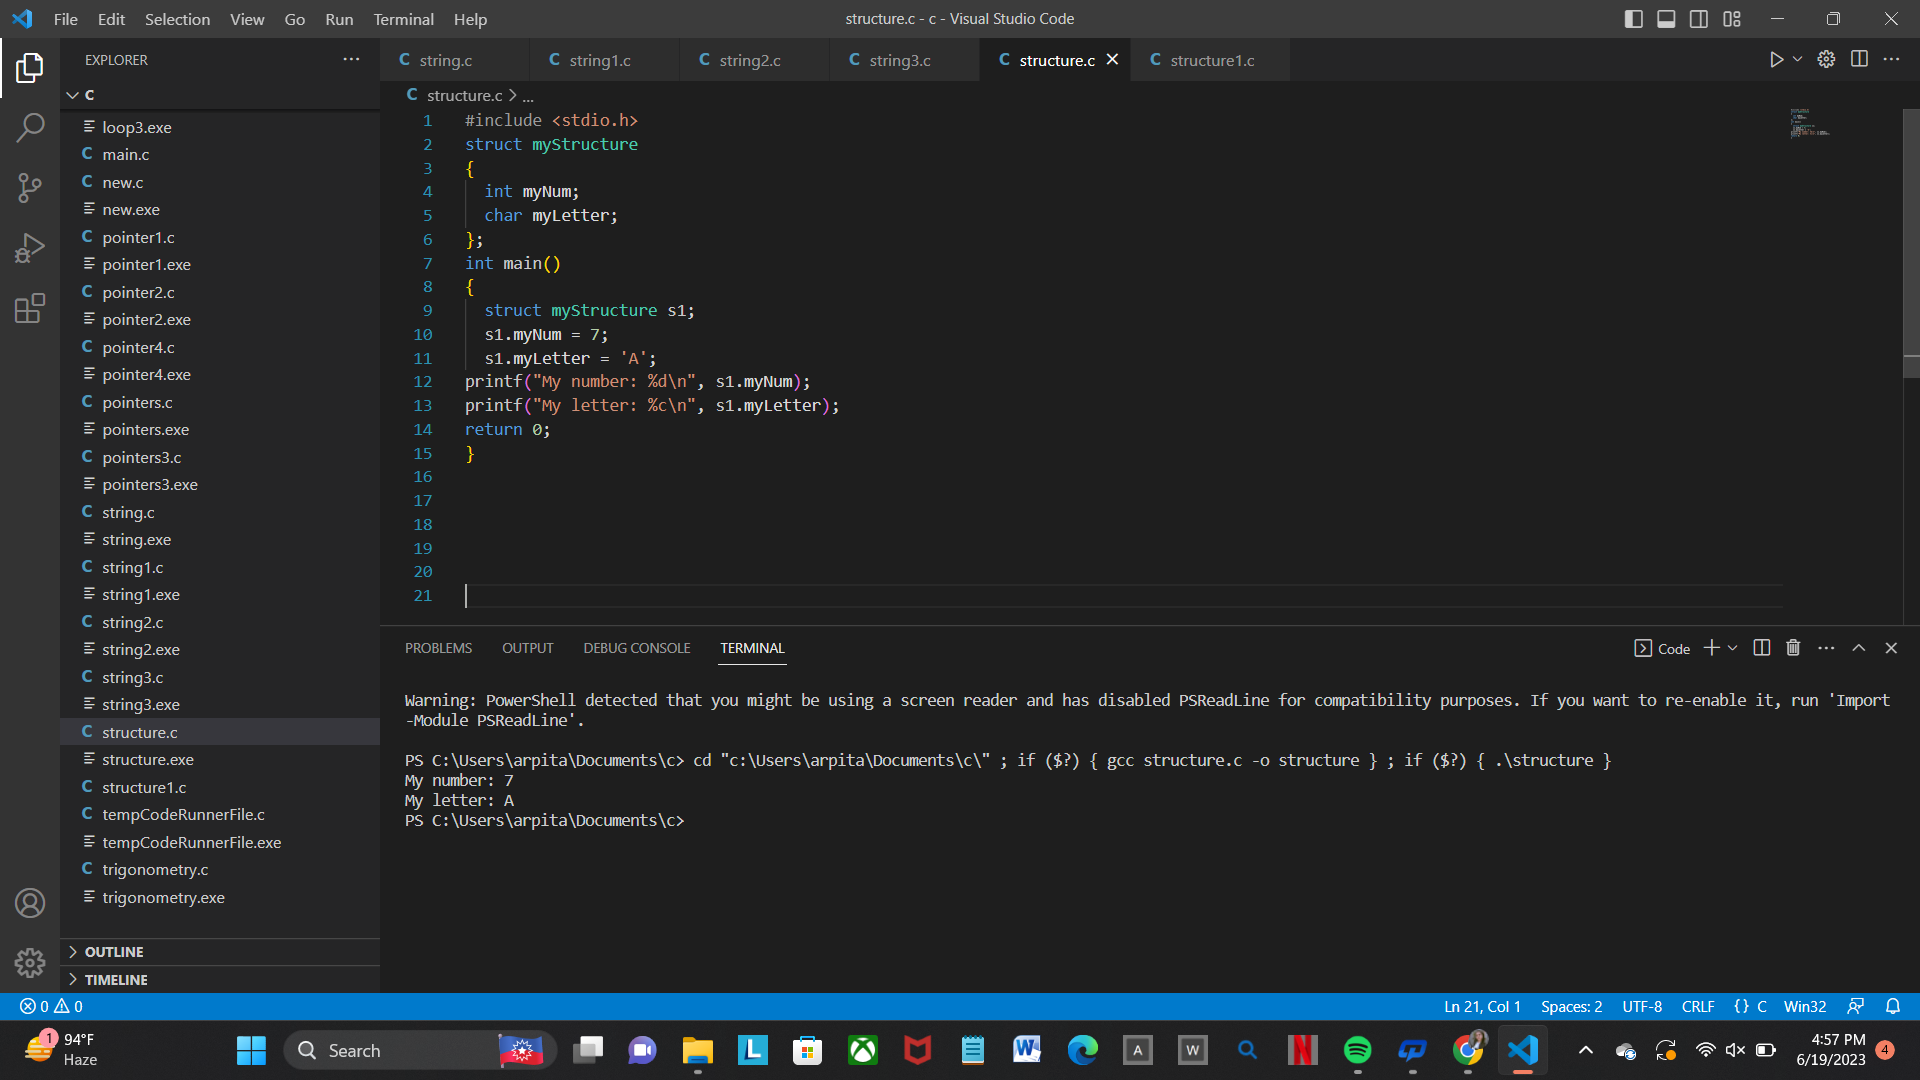 File Edit Selection View Go Run Terminal Help
structure.c - c - Visual Studio Code
EXPLORER
C
loop3.exe
main.c
new.c
new.exe
pointer1.c
pointer1.exe
pointer2.c
pointer2.exe
pointer4.c
pointer4.exe
pointers.c
pointers.exe
pointers3.c
pointers3.exe
string.c
string.exe
string1.c
string1.exe
string2.c
string2.exe
string3.c
string3.exe
structure.c
structure.exe
structure1.c
tempCodeRunnerFile.c
tempCodeRunnerFile.exe
trigonometry.c
trigonometry.exe
OUTLINE
TIMELINE
C string.c C string1.c C string2.c C string3.c C structure.c C structure1.c
C structure.c > ...
1 #include <stdio.h>
2 struct myStructure
3 {
4 int myNum;
5 char myLetter;
6 };
7 int main()
8 {
9 struct myStructure s1;
10 s1.myNum = 7;
11 s1.myLetter = 'A';
12 printf("My number: %d\n", s1.myNum);
13 printf("My letter: %c\n", s1.myLetter);
14 return 0;
15 }
16
17
18
19
20
21
PROBLEMS OUTPUT DEBUG CONSOLE TERMINAL
Code
Warning: PowerShell detected that you might be using a screen reader and has disabled PSReadLine for compatibility purposes. If you want to re-enable it, run 'Import
-Module PSReadLine'.
PS C:\Users\arpita\Documents\c> cd "c:\Users\arpita\Documents\c\" ; if ($?) { gcc structure.c -o structure } ; if ($?) { .\structure }
My number: 7
My letter: A
PS C:\Users\arpita\Documents\c>
0 0
Ln 21, Col 1 Spaces: 2 UTF-8 CRLF {} C Win32
1
94°F
Haze
Search
L
W
A
W
N
4:57 PM
6/19/2023
4